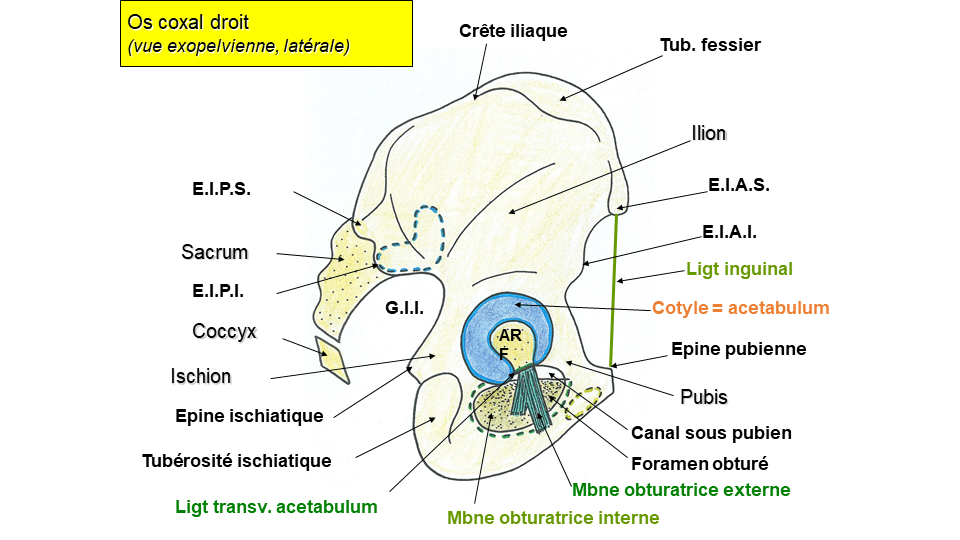 Os coxal droit
(vue exopelvienne, latérale)
Crête iliaque
Tub. fessier
Ilion
E.I.P.S.
E.I.A.S.
E.I.A.I.
Sacrum
Ligt inguinal
E.I.P.I.
G.I.I.
Cotyle = acetabulum
Coccyx
AR
F
Epine pubienne
Ischion
Pubis
Epine ischiatique
Canal sous pubien
Tubérosité ischiatique
Foramen obturé
Mbne obturatrice externe
Ligt transv. acetabulum
Mbne obturatrice interne